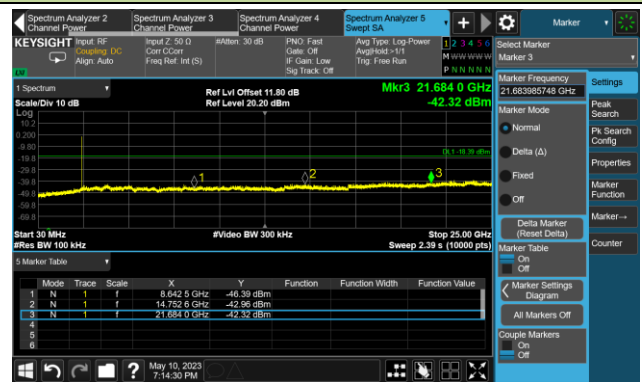 Spectrum Analyzer 2
Channel Power
Spectrum Analyzer 3
Channel Power
Spectrum Analyzer 4
Channel Power
Spectrum Analyzer 5
Swept SA
Marker
KEYSIGHT
Input: RF
Coupling: DC
Align: Auto
Input Z: 50 Ω
Corr CCorr
Freq Ref: Int (S)
#Atten: 30 dB
PNO: Fast
Gate: Off
IF Gain: Low
Sig Track: Off
Avg Type: Log-Power
Avg|Hold:>1/1
Trig: Free Run
1 2 3 4 5 6
M W W W W W
P N N N N N
LV
Select Marker
Marker 3
1 Spectrum
Scale/Div 10 dB
Log
Ref Lvl Offset 11.80 dB
Ref Level 20.20 dBm
Mkr3 21.684 0 GHz
-42.32 dBm
10.2
0.200
-9.80
-19.8
-29.8
-39.8
-49.8
-59.8
-69.8
DL1 -18.39 dBm
1
2
3
Start 30 MHz
#Res BW 100 kHz
#Video BW 300 kHz
Stop 25.00 GHz
Sweep 2.39 s (10000 pts)
5 Marker Table
Mode Trace Scale X Y Function Function Width Function Value
1 N 1 f 8.642 5 GHz -46.39 dBm
2 N 1 f 14.752 6 GHz -42.96 dBm
3 N 1 f 21.684 0 GHz -42.32 dBm
4
5
6
Marker Frequency
21.683985748 GHz
Marker Mode
Normal
Delta (Δ)
Fixed
Off
Delta Marker
(Reset Delta)
Marker Table
On
Off
Marker Settings
Diagram
All Markers Off
Couple Markers
On
Off
Settings
Peak
Search
Pk Search
Config
Properties
Marker
Function
Marker→
Counter
?
May 10, 2023
7:14:30 PM